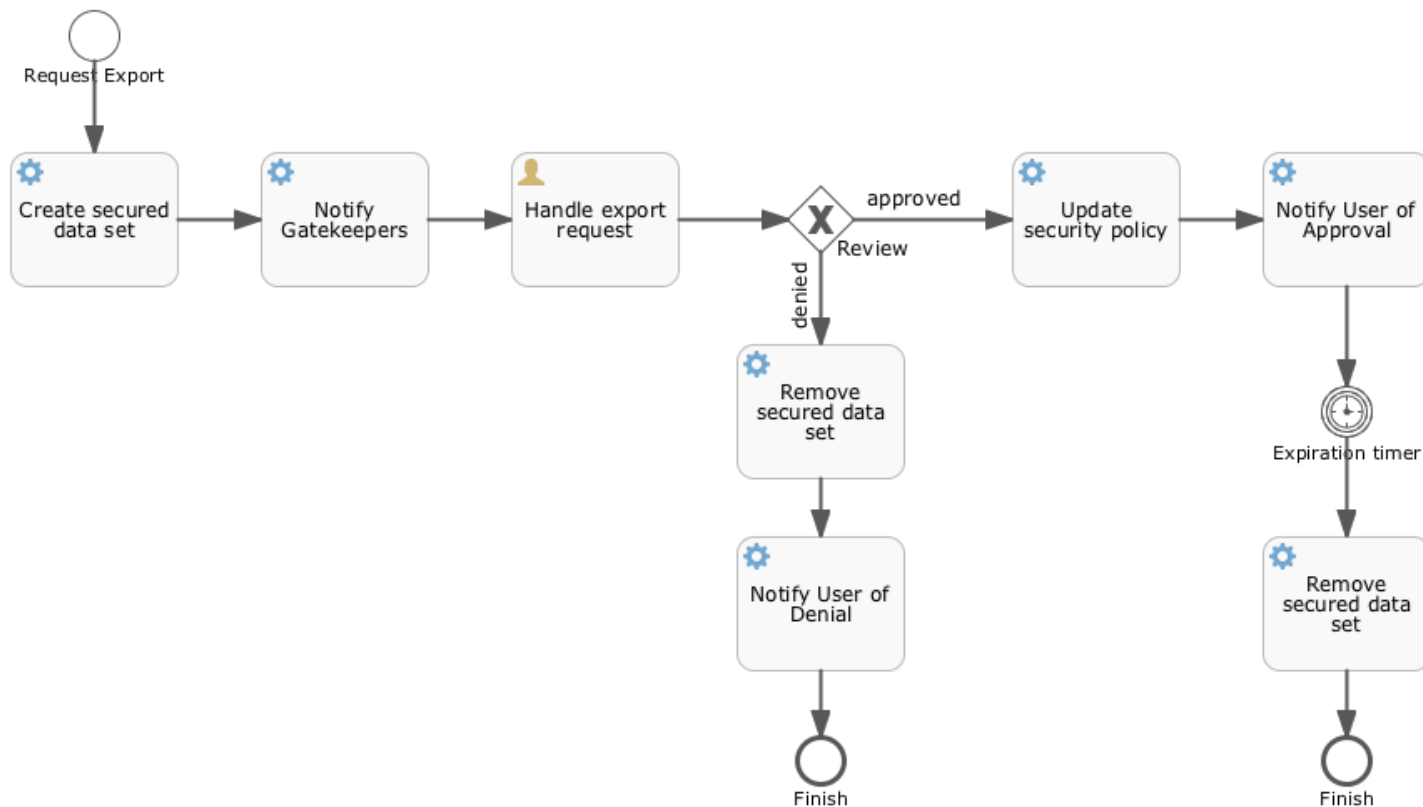 Request Export
Create secured
data set
Notify
Gatekeepers
Handle export
request
approved
Review
denied
Update
security policy
Notify User of
Approval
Remove
secured data
set
Expiration timer
Notify User of
Denial
Remove
secured data
set
Finish
Finish